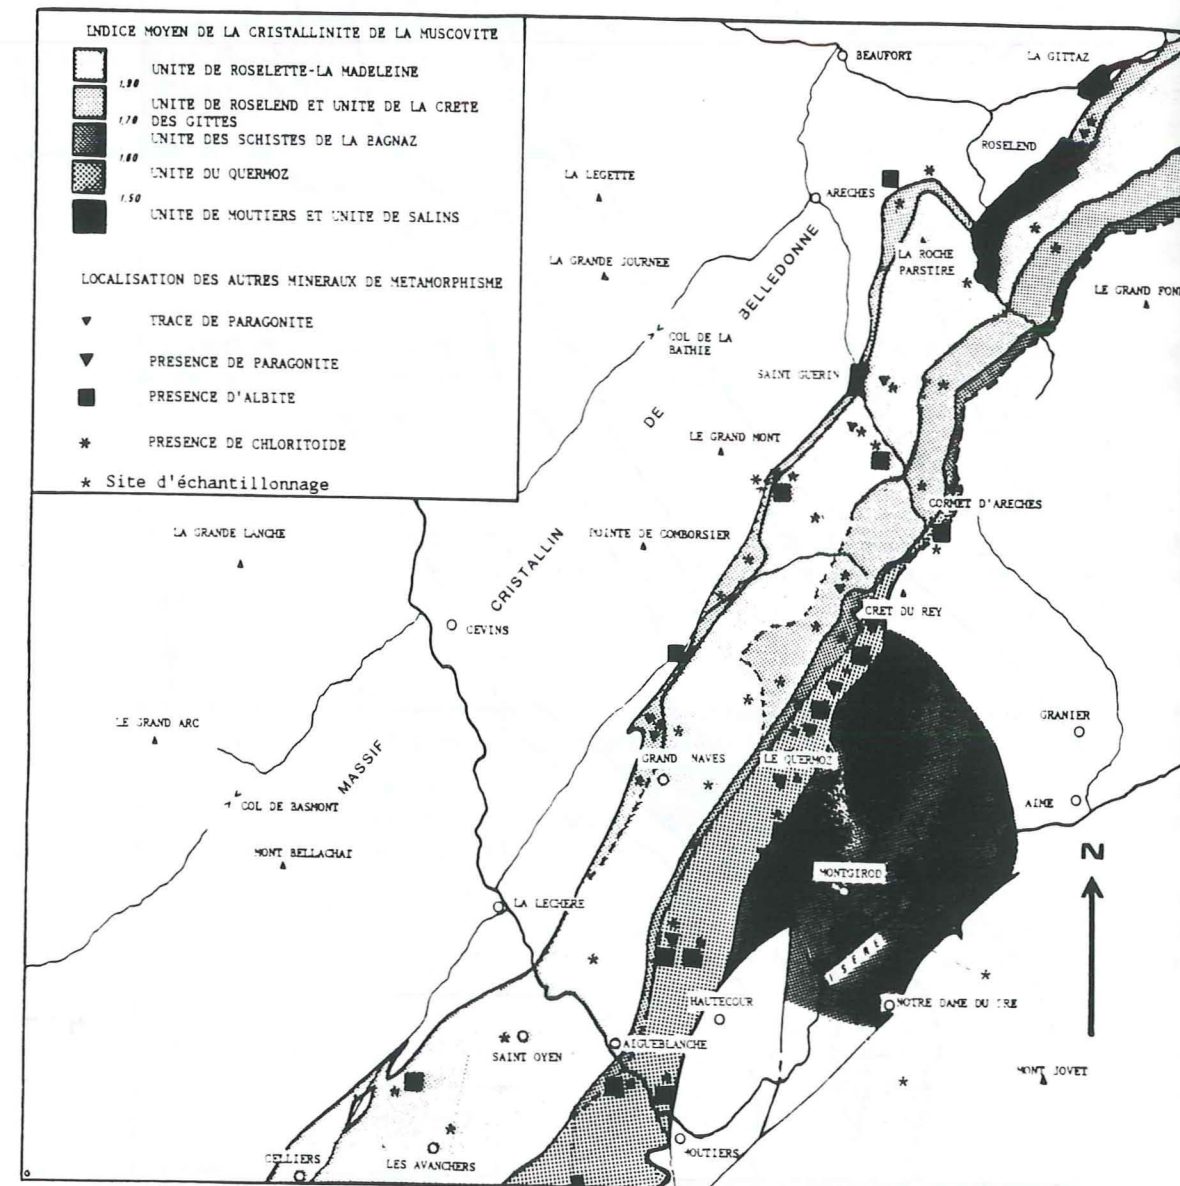 INDICE MOYEN DE LA CRISTALLINITE DE LA MUSCOVITE
UNITE DE ROSELETTE-LA MADELEINE
1,90
UNITE DE ROSELEND ET UNITE DE LA CRETE
1,70 DES GITTES
UNITE DES SCHISTES DE LA BAGNAZ
1,60
UNITE DU QUERMOZ
1,50
UNITE DE MOUTIERS ET UNITE DE SALINS
LOCALISATION DES AUTRES MINERAUX DE METAMORPHISME
TRACE DE PARAGONITE
PRESENCE DE PARAGONITE
PRESENCE D'ALBITE
PRESENCE DE CHLORITOIDE
* Site d'échantillonnage
BEAUFORT
LA GITTAZ
ROSELEND
LA LEGETTE
ARECHES
LA GRANDE JOURNEE
LA ROCHE
PARSTIRE
LE GRAND FOND
COL DE LA
BATHIE
SAINT GUERIN
LE GRAND MONT
CORMET D'ARECHES
LA GRANDE LANCHE
POINTE DE COMBORSIER
CRET DU REY
CEVINS
LE GRAND ARC
GRANIER
GRAND NAVES
LE QUERMOZ
COL DE BASMONT
AIME
MONT BELLACHAT
MONTGIROD
N
LA LECHERE
ISERE
HAUTECOUR
NOTRE DAME DU PRE
SAINT OYEN
AIGUEBLANCHE
MONT JOVET
MOUTIERS
CELLIERS
LES AVANCHERS
MASSIF
CRISTALLIN
DE
BELLEDONNE